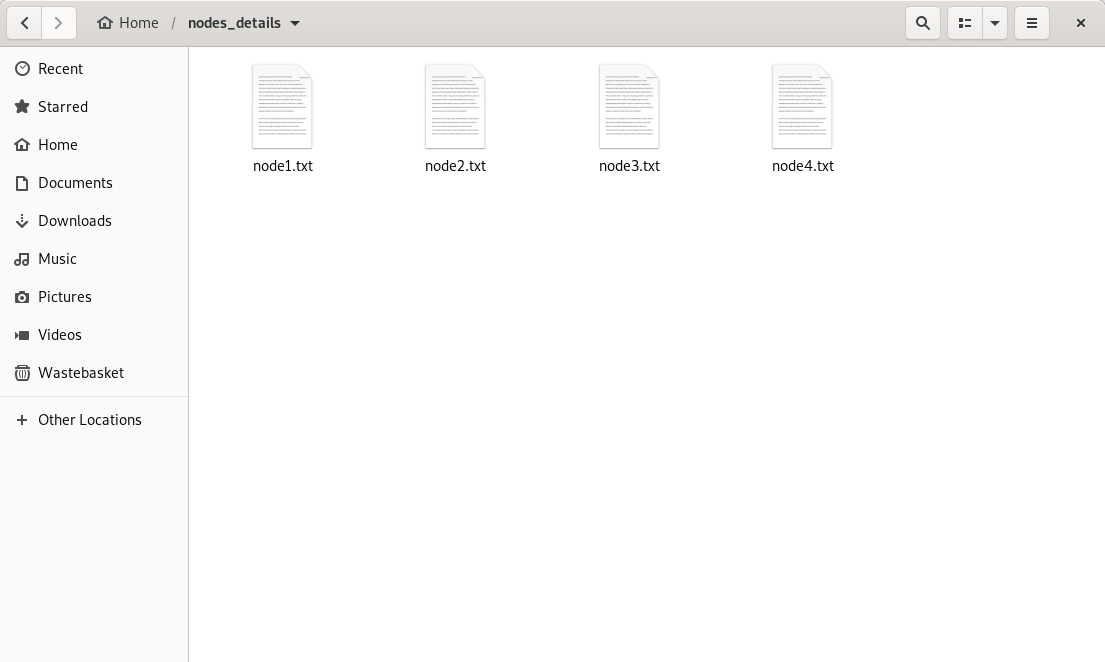 Home / nodes_details
Recent
Starred
Home
Documents
Downloads
Music
Pictures
Videos
Wastebasket
+ Other Locations
node1.txt node2.txt node3.txt node4.txt